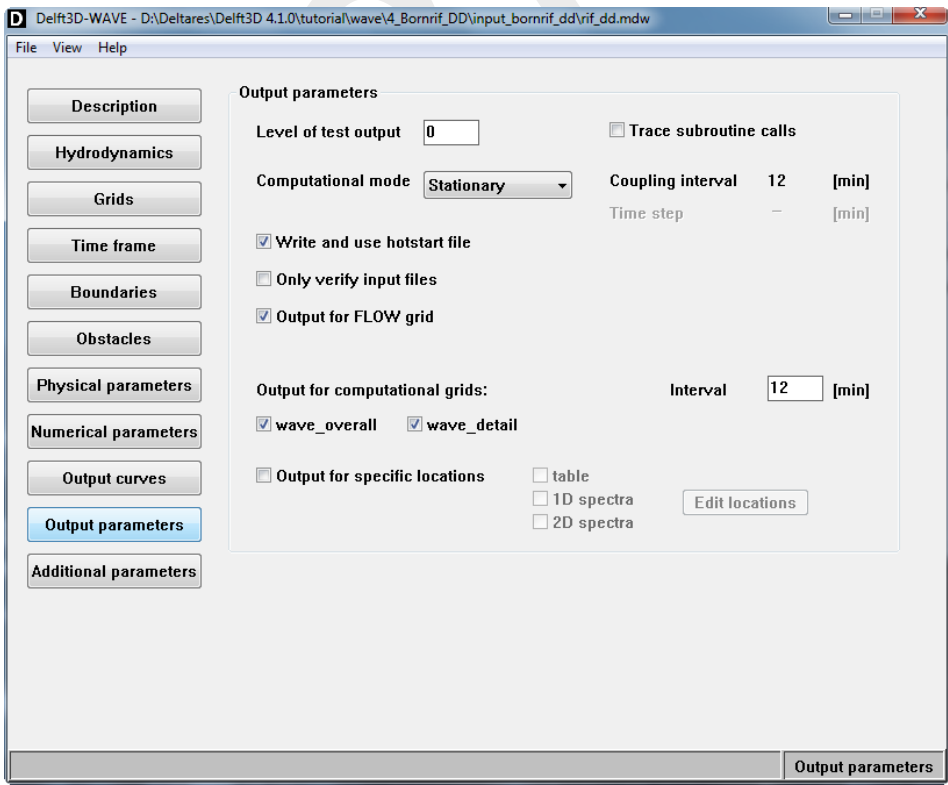 D Delft3D-WAVE - D:\Deltares\Delft3D 4.1.0\tutorial\wave\4_Bornrif_DD\input_bornrif_dd\rif_dd.mdw
File View Help
Description
Hydrodynamics
Grids
Time frame
Boundaries
Obstacles
Physical parameters
Numerical parameters
Output curves
Output parameters
Additional parameters
Output parameters
Level of test output 0 Trace subroutine calls
Computational mode Stationary Coupling interval 12 [min]
Time step - [min]
Write and use hotstart file
Only verify input files
Output for FLOW grid
Output for computational grids: Interval 12 [min]
wave_overall wave_detail
Output for specific locations table
1D spectra Edit locations
2D spectra
Output parameters